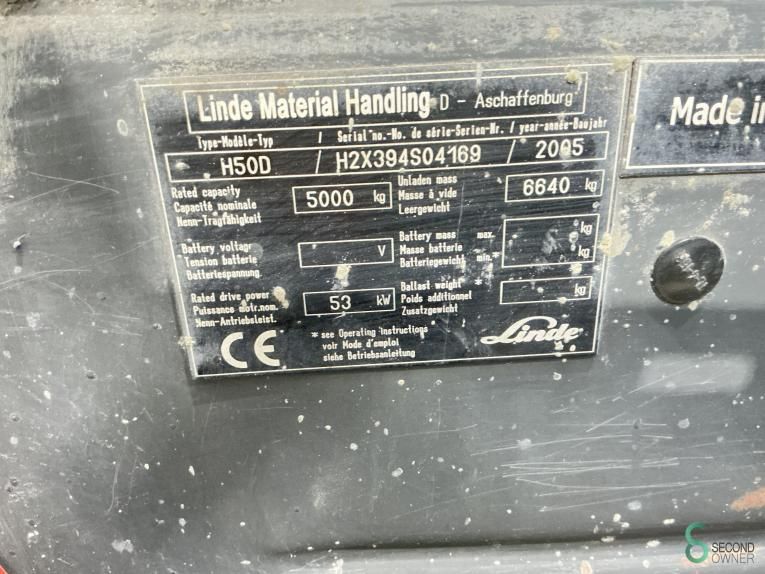 Linde Material Handling D - Aschaffenburg
Made in
Type-Modèle-Typ / Serial no.-No. de série-Serien-Nr. / year-année-Baujahr
H50D / H2X394S04169 / 2005
Rated capacity
Capacité nominale
Nenn-Tragfähigkeit
5000 kg
Unladen mass
Masse à vide
Leergewicht
6640 kg
Battery voltage
Tension batterie
Batteriespannung
V
Battery mass max.
Masse batterie
Batteriegewicht min.*
kg
kg
Rated drive power
Puissance motr.nom.
Nenn-Antriebsleist.
53 kW
Ballast weight *
Poids additionnel
Zusatzgewicht
kg
CE
* see Operating Instructions
voir Mode d'emploi
siehe Betriebsanleitung
Linde
SECOND
OWNER